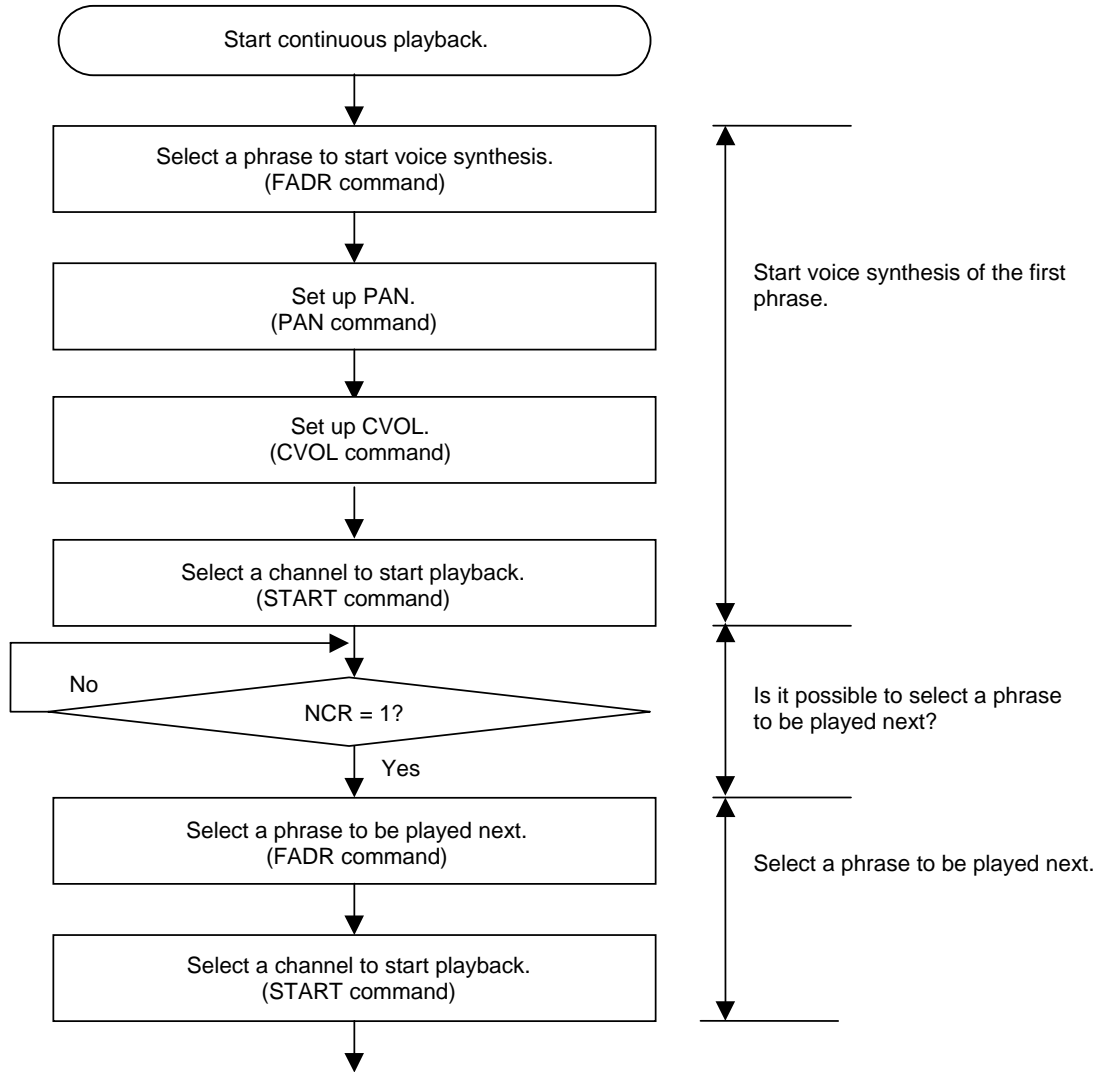 Start continuous playback.
Select a phrase to start voice synthesis.
(FADR command)
Set up PAN.
(PAN command)
Start voice synthesis of the first
phrase.
Set up CVOL.
(CVOL command)
Select a channel to start playback.
(START command)
No
NCR = 1?
Is it possible to select a phrase
to be played next?
Yes
Select a phrase to be played next.
(FADR command)
Select a phrase to be played next.
Select a channel to start playback.
(START command)